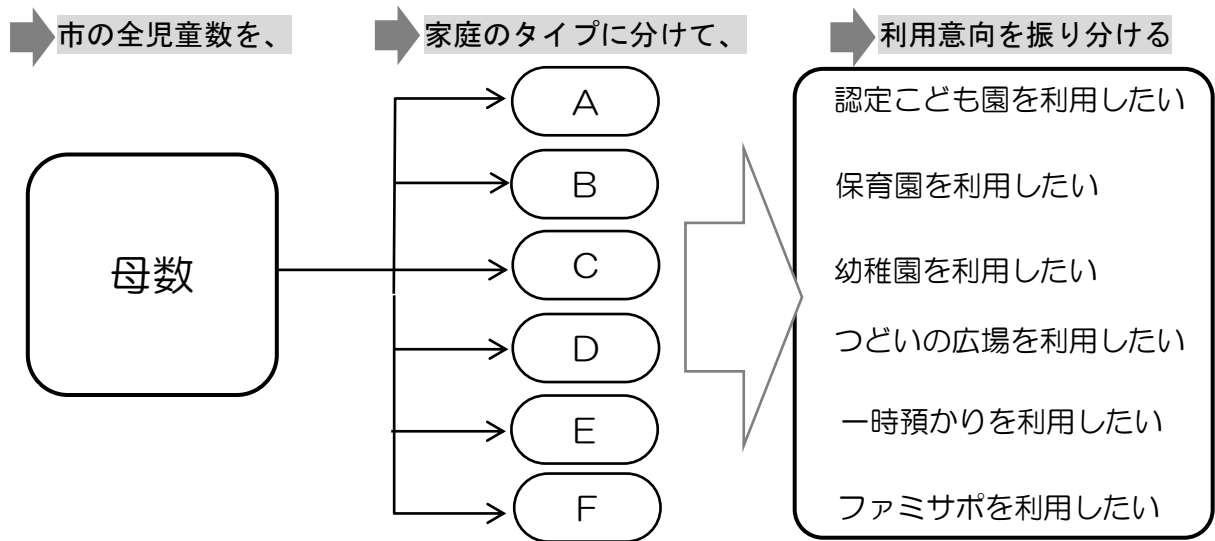 市の全児童数を、
家庭のタイプに分けて、
利用意向を振り分ける
母数
A
B
C
D
E
F
認定こども園を利用したい
保育園を利用したい
幼稚園を利用したい
つどいの広場を利用したい
一時預かりを利用したい
ファミサポを利用したい